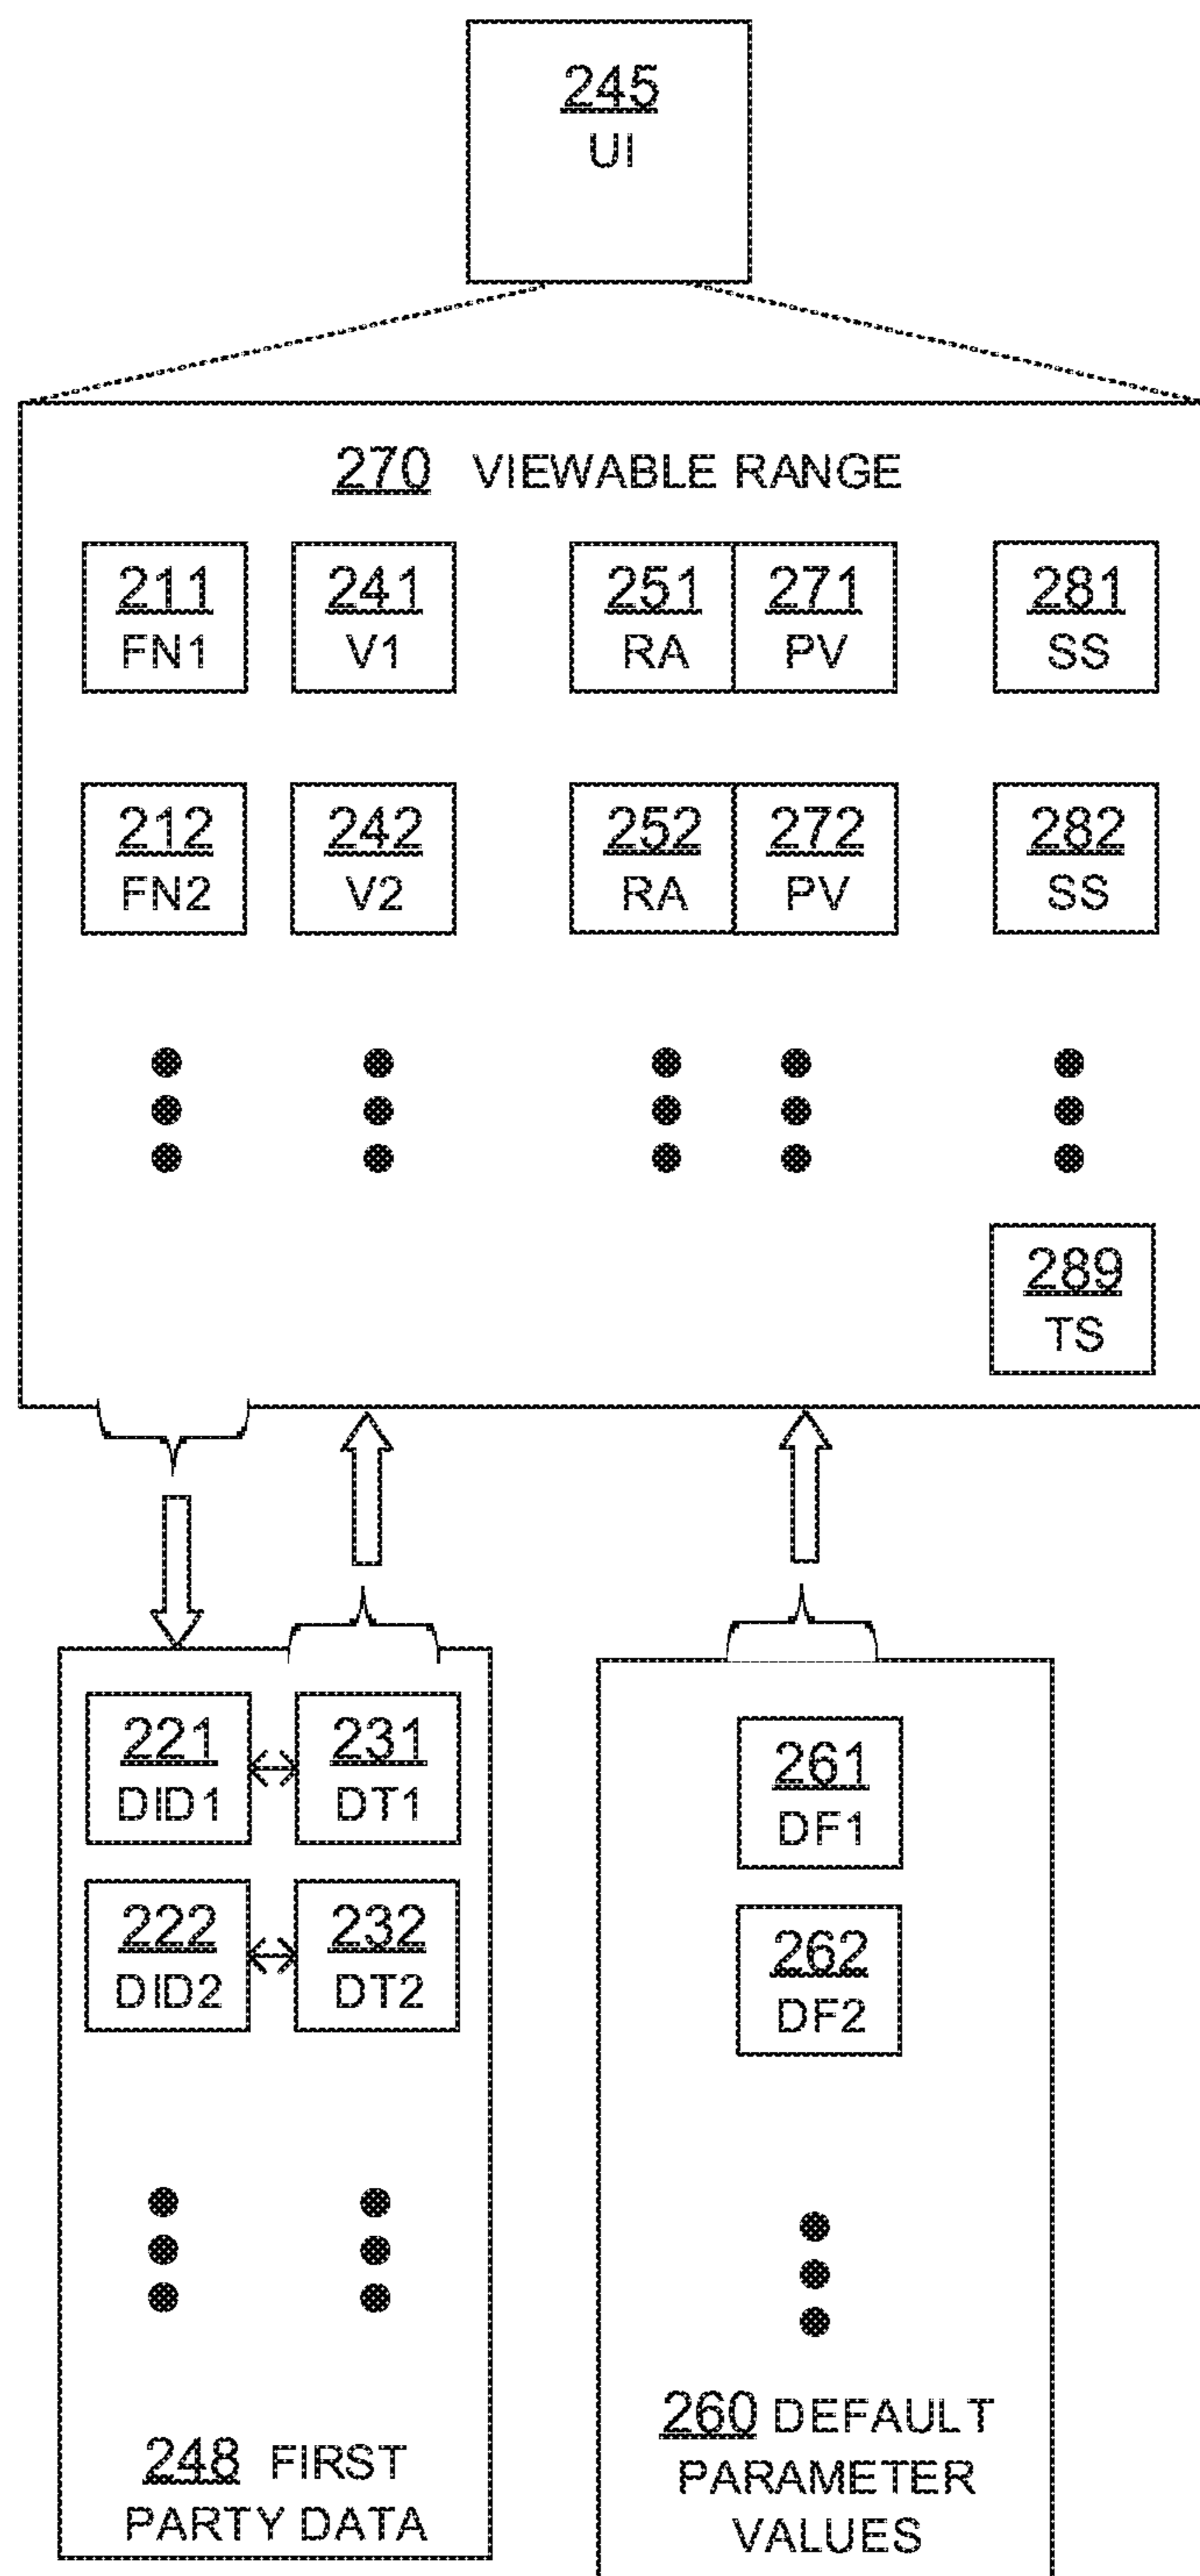 245
UI
270 VIEWABLE RANGE
211 241 251 271 281
FN1 V1 RA PV SS
212 242 252 272 282
FN2 V2 RA PV SS
289
TS
221 231
DID1 DT1
222 232
DID2 DT2
248 FIRST
PARTY DATA
261
DF1
262
DF2
260 DEFAULT
PARAMETER
VALUES